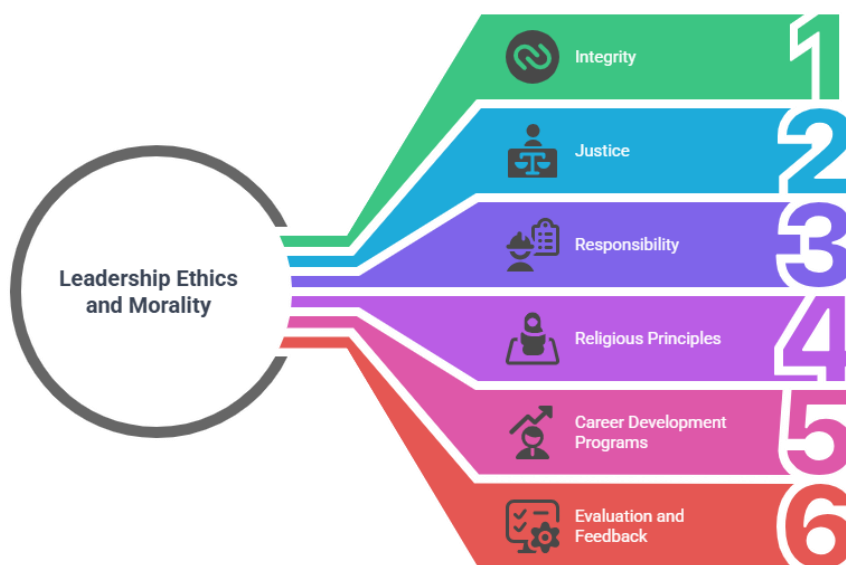 Leadership Ethics
and Morality
Integrity
1
Justice
2
Responsibility
3
Religious Principles
4
Career Development
Programs
5
Evaluation and
Feedback
6